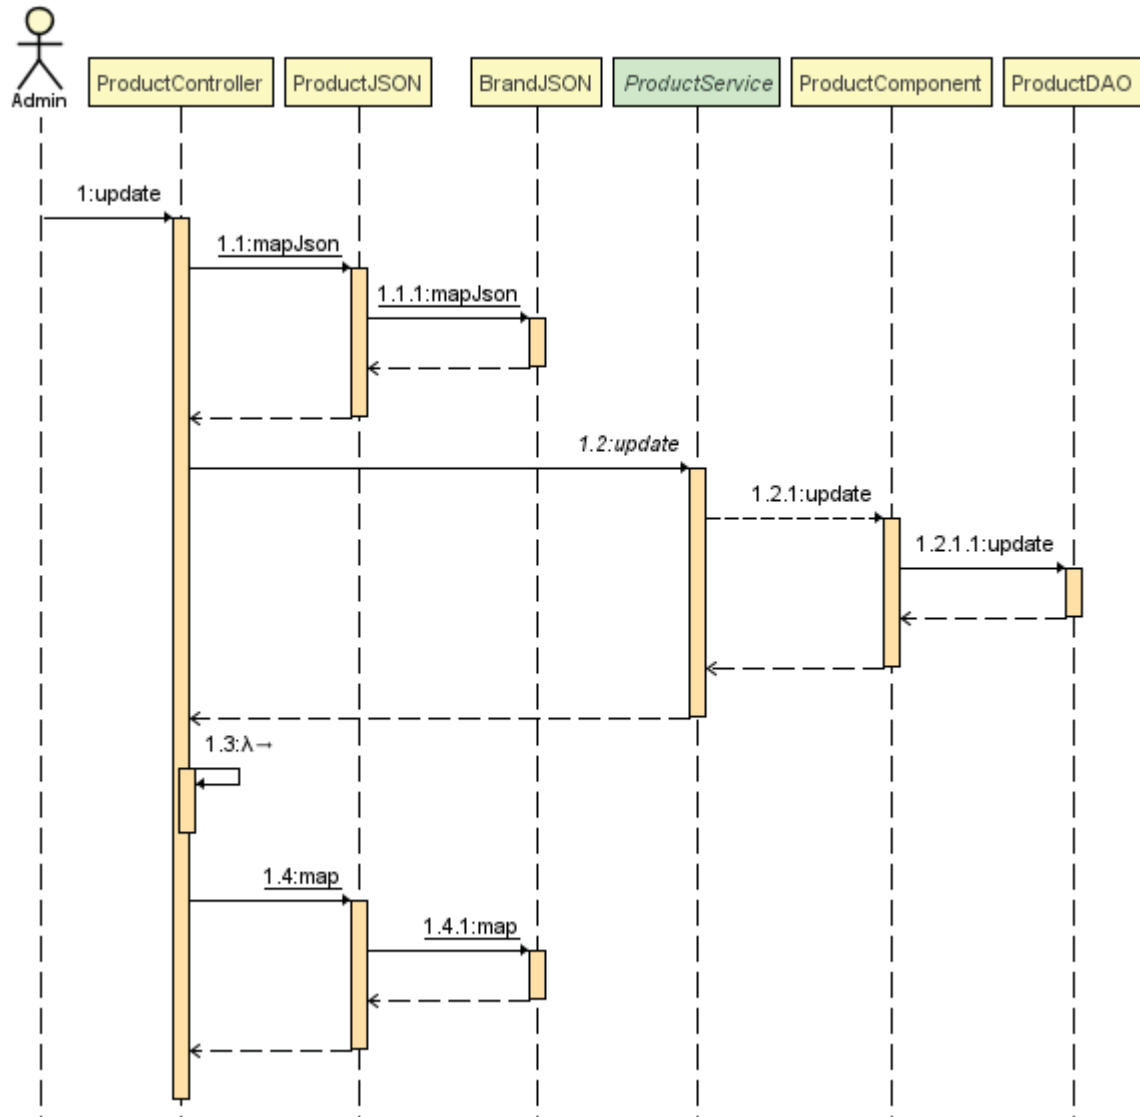 Admin
ProductController
ProductJSON
BrandJSON
ProductService
ProductComponent
ProductDAO
1:update
1.1:mapJson
1.1.1:mapJson
1.2:update
1.2.1:update
1.2.1.1:update
1.3:λ→
1.4:map
1.4.1:map